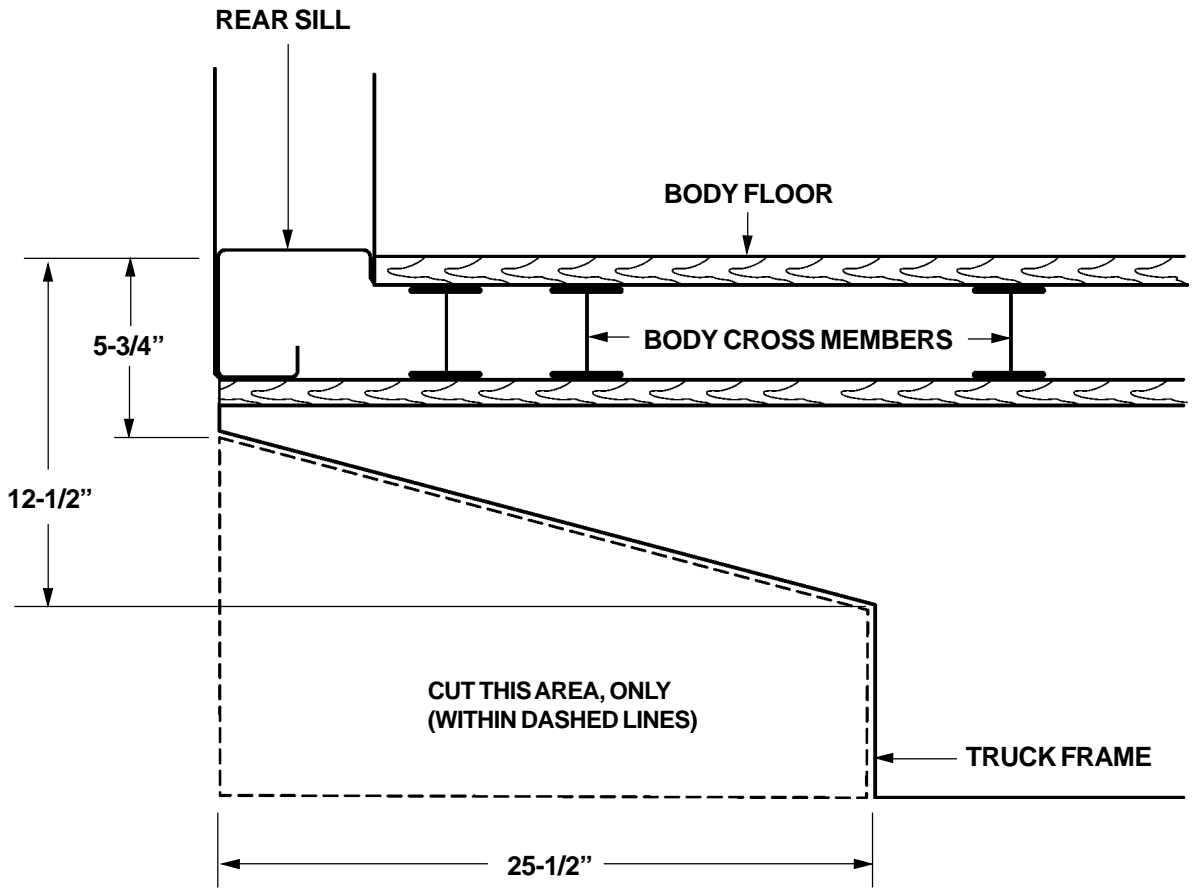 REAR SILL
BODY FLOOR
5-3/4”
BODY CROSS MEMBERS
12-1/2”
CUT THIS AREA, ONLY
(WITHIN DASHED LINES)
TRUCK FRAME
25-1/2”